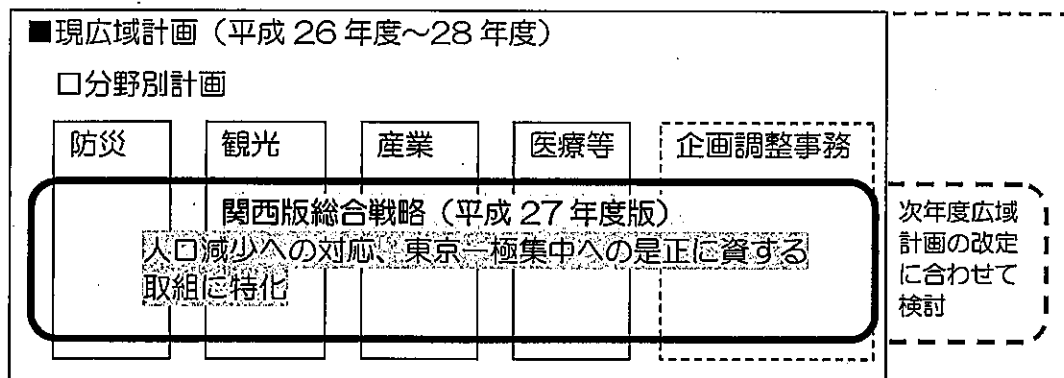 ■現広域計画（平成26年度～28年度）
□分野別計画
防災
観光
産業
医療等
企画調整事務
関西版総合戦略（平成27年度版）
人口減少への対応、東京一極集中への是正に資する
取組に特化
次年度広域
計画の改定
に合わせて
検討